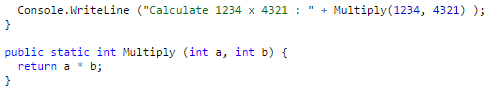 Console.WriteLine ("Calculate 1234 x 4321 : " + Multiply(1234, 4321) );
}
public static int Multiply (int a, int b) {
return a * b;
}